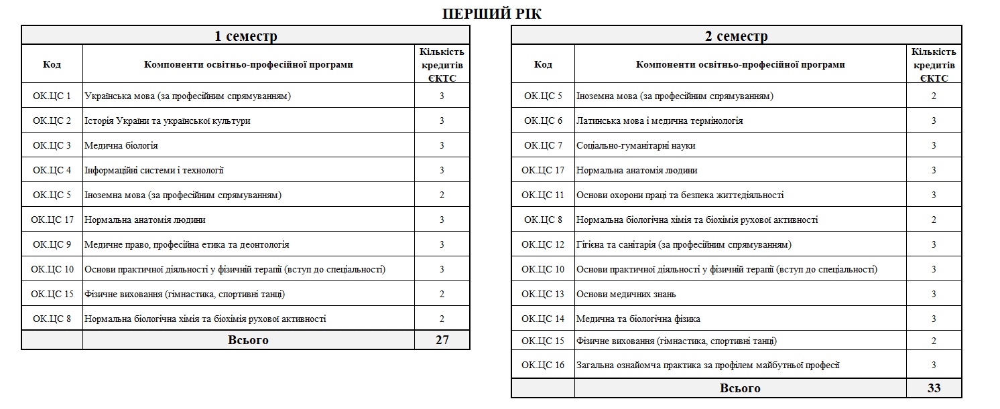 ПЕРШИЙ РІК
1 семестр
Код Компоненти освітньо-професійної програми Кількість кредитів ЄКТС
ОК.ЦС 1 Українська мова (за професійним спрямуванням) 3
ОК.ЦС 2 Історія України та української культури 3
ОК.ЦС 3 Медична біологія 3
ОК.ЦС 4 Інформаційні системи і технології 3
ОК.ЦС 5 Іноземна мова (за професійним спрямуванням) 2
ОК.ЦС 17 Нормальна анатомія людини 3
ОК.ЦС 9 Медичне право, професійна етика та деонтологія 3
ОК.ЦС 10 Основи практичної діяльності у фізичній терапії (вступ до спеціальності) 3
ОК.ЦС 15 Фізичне виховання (гімнастика, спортивні танці) 2
ОК.ЦС 8 Нормальна біологічна хімія та біохімія рухової активності 2
Всього 27
2 семестр
Код Компоненти освітньо-професійної програми Кількість кредитів ЄКТС
ОК.ЦС 5 Іноземна мова (за професійним спрямуванням) 2
ОК.ЦС 6 Латинська мова і медична термінологія 3
ОК.ЦС 7 Соціально-гуманітарні науки 3
ОК.ЦС 17 Нормальна анатомія людини 3
ОК.ЦС 11 Основи охорони праці та безпека життєдіяльності 3
ОК.ЦС 8 Нормальна біологічна хімія та біохімія рухової активності 2
ОК.ЦС 12 Гігієна та санітарія (за професійним спрямуванням) 3
ОК.ЦС 10 Основи практичної діяльності у фізичній терапії (вступ до спеціальності) 3
ОК.ЦС 13 Основи медичних знань 3
ОК.ЦС 14 Медична та біологічна фізика 3
ОК.ЦС 15 Фізичне виховання (гімнастика, спортивні танці) 2
ОК.ЦС 16 Загальна ознайомча практика за профілем майбутньої професії 3
Всього 33